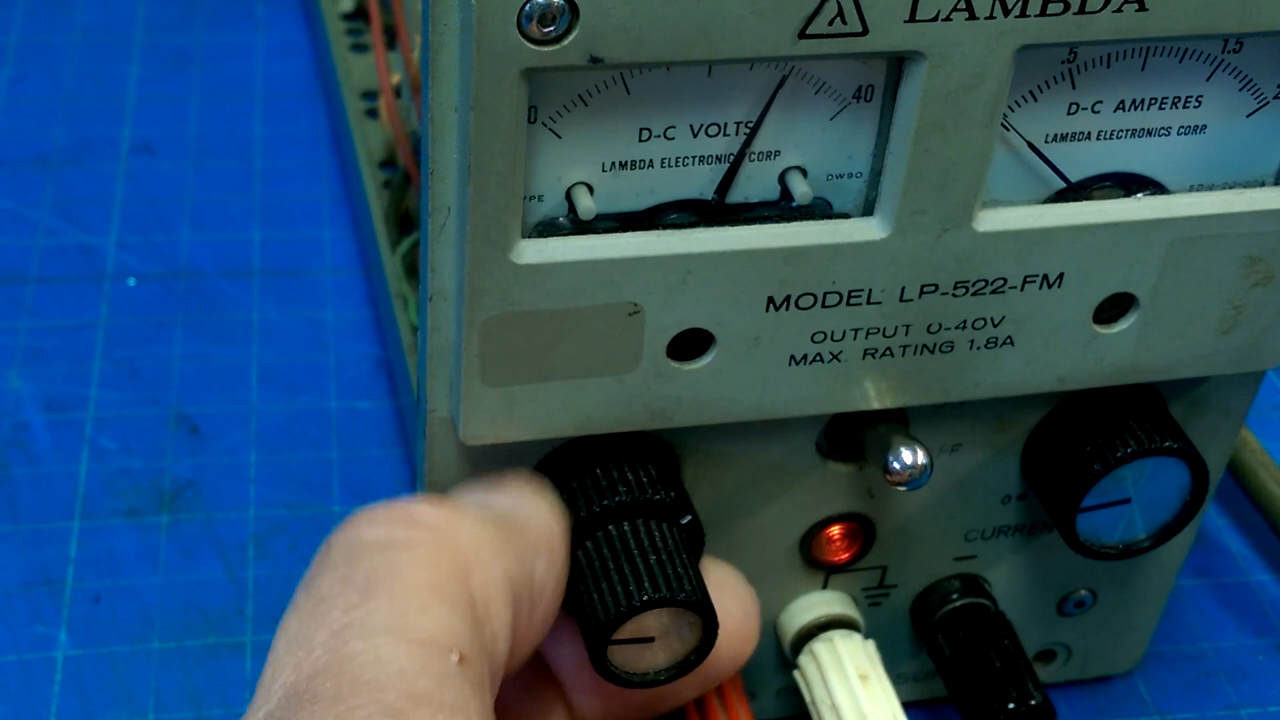 LAMBDA
0
40
D-C VOLTS
LAMBDA ELECTRONIC CORP
DW90
.5
1.5
D-C AMPERES
LAMBDA ELECTRONICS CORP.
MODEL LP-522-FM
OUTPUT 0-40V
MAX. RATING 1.8A